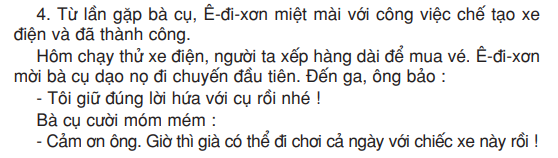 4. Từ lần gặp bà cụ, Ê-đi-xơn miệt mài với công việc chế tạo xe
điện và đã thành công.
Hôm chạy thử xe điện, người ta xếp hàng dài để mua vé. Ê-đi-xơn
mời bà cụ dạo nọ đi chuyến đầu tiên. Đến ga, ông bảo :
- Tôi giữ đúng lời hứa với cụ rồi nhé !
Bà cụ cười móm mém :
- Cảm ơn ông. Giờ thì già có thể đi chơi cả ngày với chiếc xe này rồi !